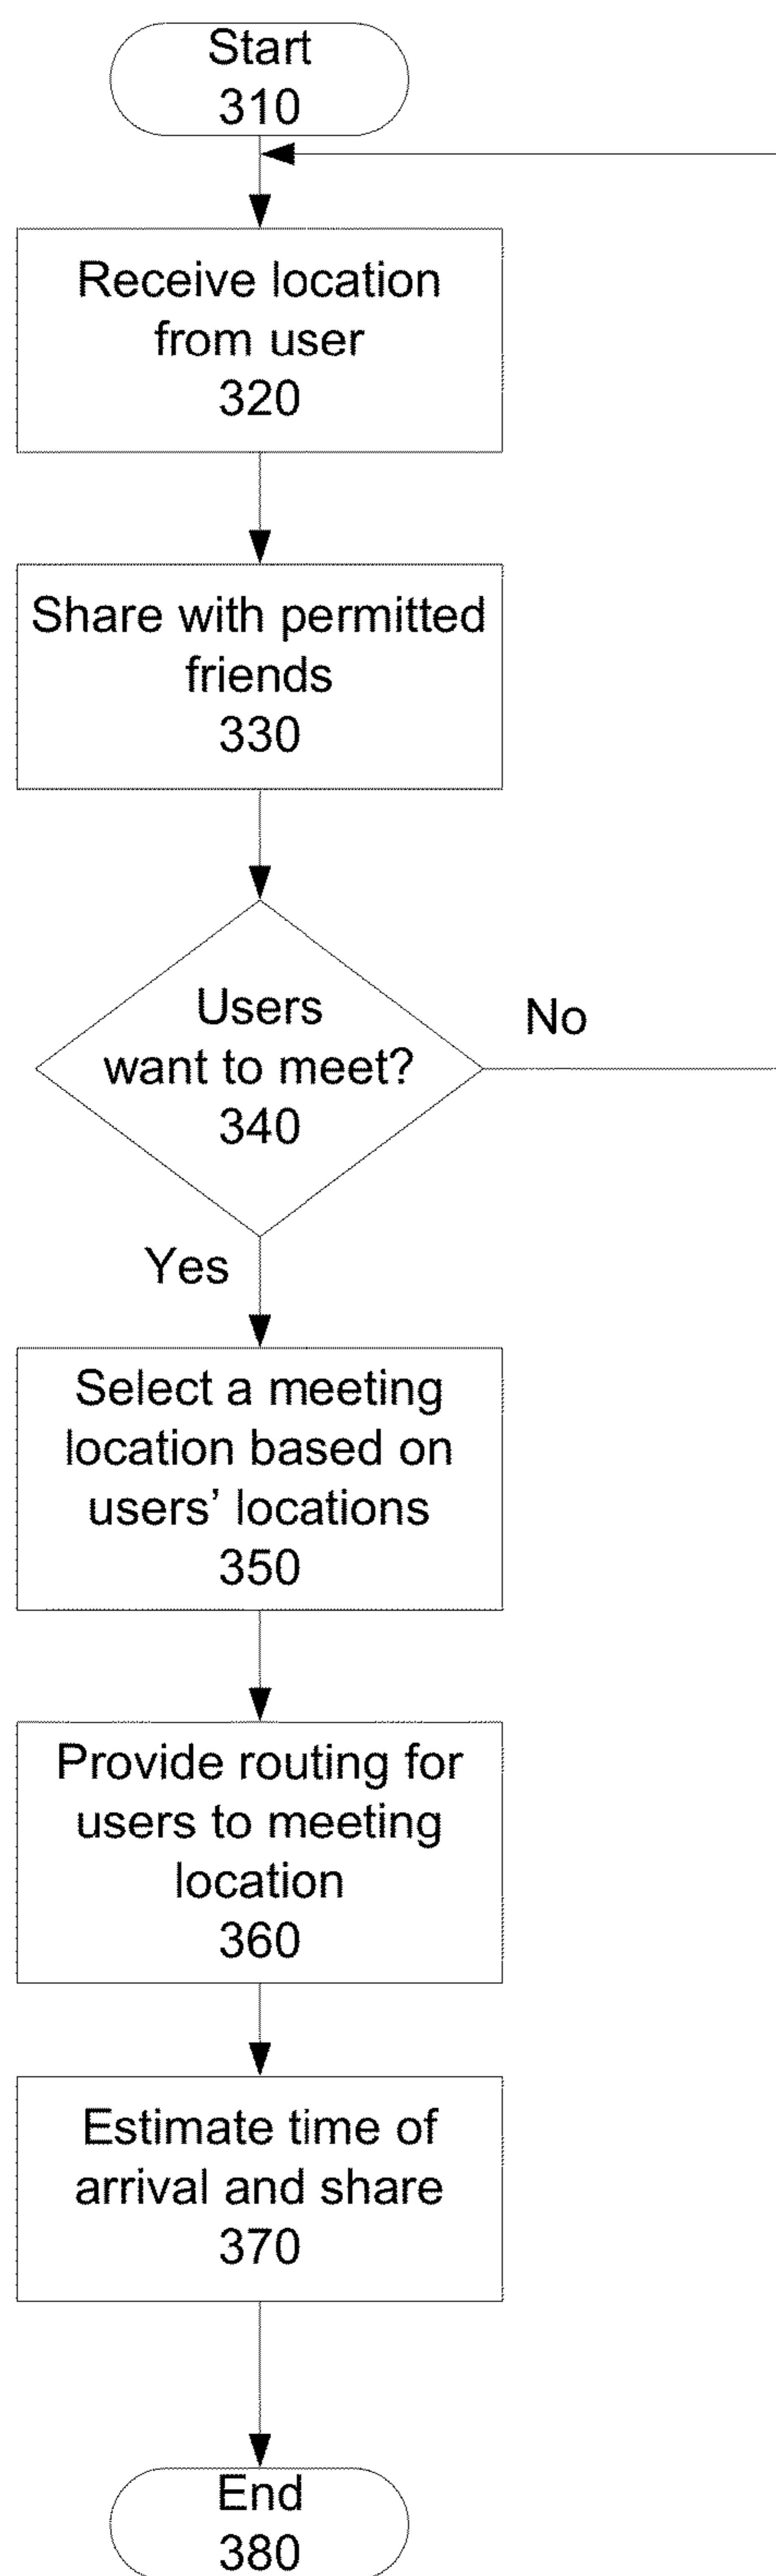 Start
310
Receive location
from user
320
Share with permitted
friends
330
Users
want to meet?
340
No
Yes
Select a meeting
location based on
users’ locations
350
Provide routing for
users to meeting
location
360
Estimate time of
arrival and share
370
End
380